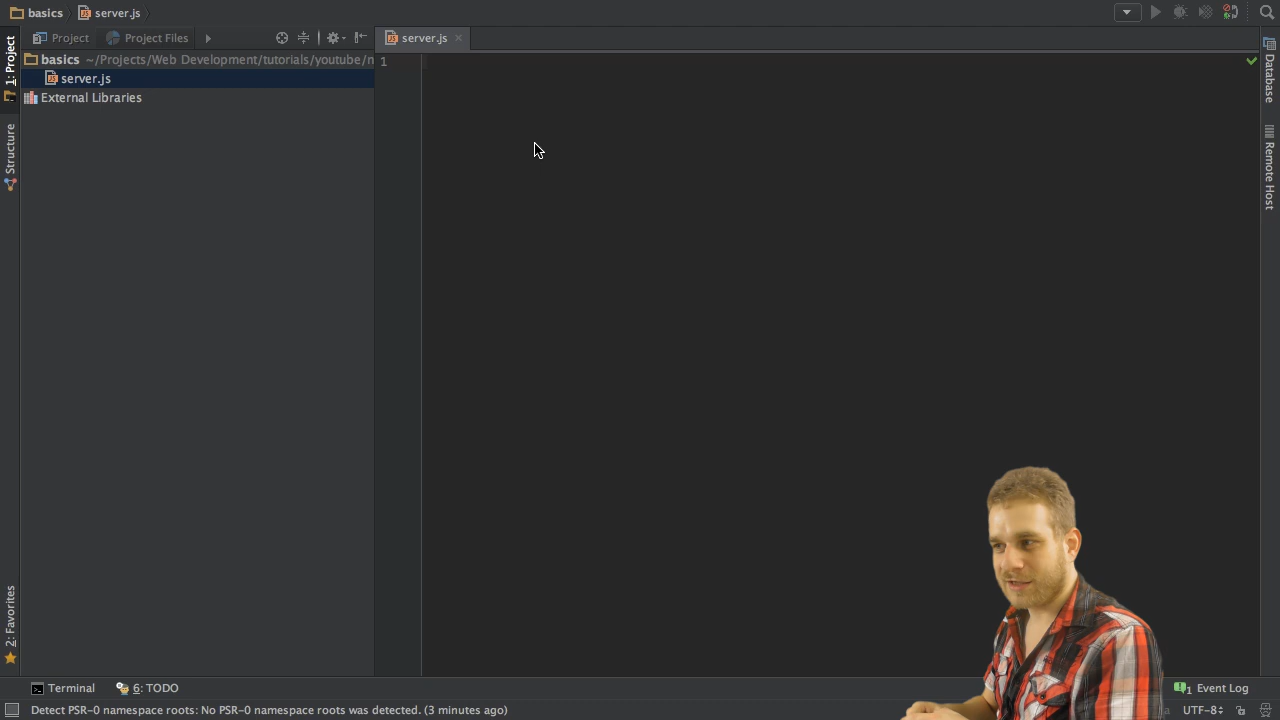 basics server.js
1: Project
Project Project Files
server.js
basics ~/Projects/Web Development/tutorials/youtube/n
1
server.js
External Libraries
Structure
2: Favorites
Database
Remote Host
Terminal 6: TODO
1 Event Log
Detect PSR-0 namespace roots: No PSR-0 namespace roots was detected. (3 minutes ago)
UTF-8